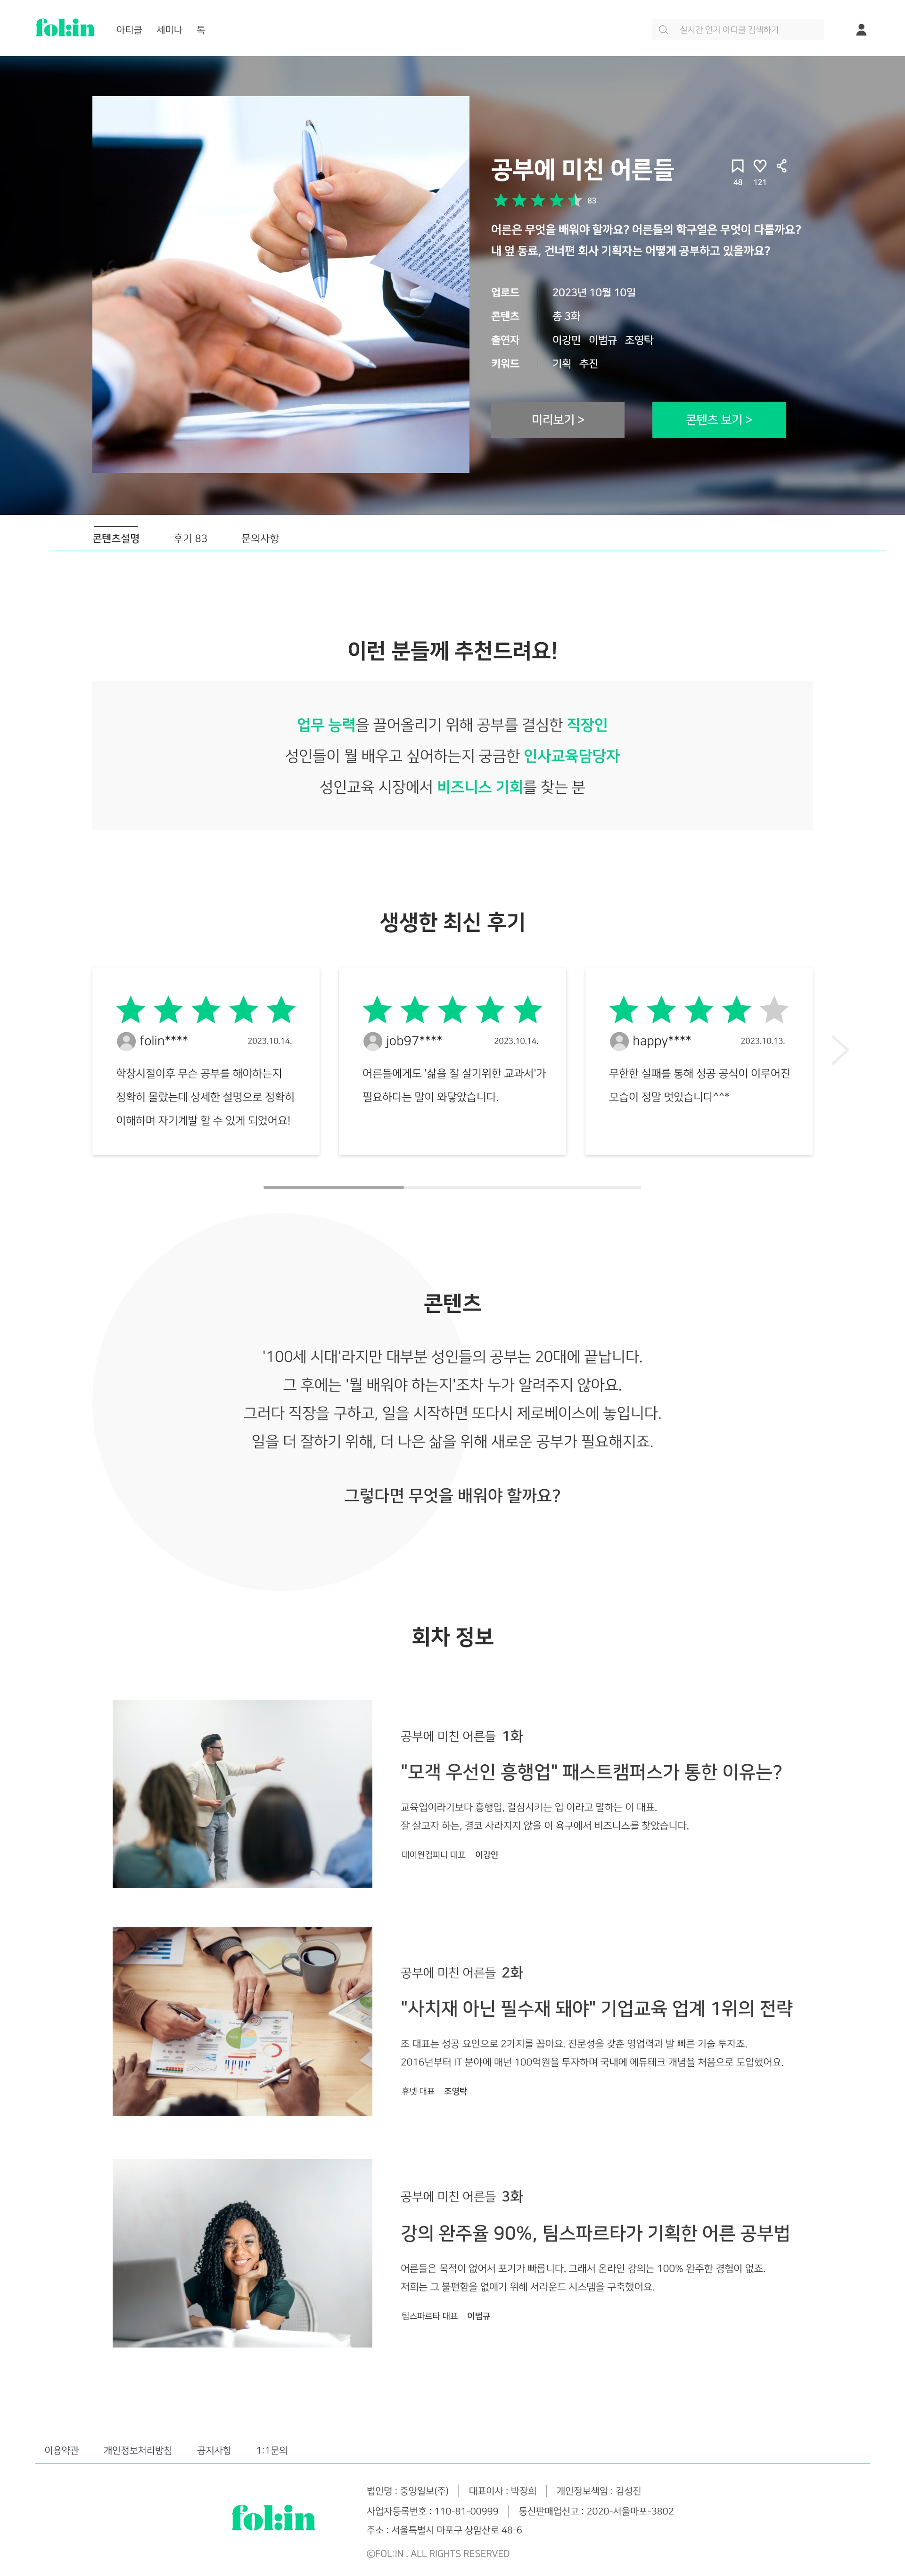 fol:in
아티클 세미나 톡
실시간 인기 아티클 검색하기
공부에 미친 어른들
48 121
83
어른은 무엇을 배워야 할까요? 어른들의 학구열은 무엇이 다를까요?
내 옆 동료, 건너편 회사 기획자는 어떻게 공부하고 있을까요?
업로드 2023년 10월 10일
콘텐츠 총 3화
출연자 이강민 이범규 조영탁
키워드 기획 추진
미리보기 >
콘텐츠 보기 >
콘텐츠설명 후기 83 문의사항
이런 분들께 추천드려요!
업무 능력을 끌어올리기 위해 공부를 결심한 직장인
성인들이 뭘 배우고 싶어하는지 궁금한 인사교육담당자
성인교육 시장에서 비즈니스 기회를 찾는 분
생생한 최신 후기
folin**** 2023.10.14.
학창시절이후 무슨 공부를 해야하는지
정확히 몰랐는데 상세한 설명으로 정확히
이해하며 자기계발 할 수 있게 되었어요!
job97**** 2023.10.14.
어른들에게도 '삶을 잘 살기위한 교과서'가
필요하다는 말이 와닿았습니다.
happy**** 2023.10.13.
무한한 실패를 통해 성공 공식이 이루어진
모습이 정말 멋있습니다^^*
콘텐츠
'100세 시대'라지만 대부분 성인들의 공부는 20대에 끝납니다.
그 후에는 '뭘 배워야 하는지'조차 누가 알려주지 않아요.
그러다 직장을 구하고, 일을 시작하면 또다시 제로베이스에 놓입니다.
일을 더 잘하기 위해, 더 나은 삶을 위해 새로운 공부가 필요해지죠.
그렇다면 무엇을 배워야 할까요?
회차 정보
공부에 미친 어른들 1화
"모객 우선인 흥행업" 패스트캠퍼스가 통한 이유는?
교육업이라기보다 흥행업, 결심시키는 업 이라고 말하는 이 대표.
잘 살고자 하는, 결코 사라지지 않을 이 욕구에서 비즈니스를 찾았습니다.
데이원컴퍼니 대표 이강인
공부에 미친 어른들 2화
"사치재 아닌 필수재 돼야" 기업교육 업계 1위의 전략
조 대표는 성공 요인으로 2가지를 꼽아요. 전문성을 갖춘 영업력과 발 빠른 기술 투자죠.
2016년부터 IT 분야에 매년 100억원을 투자하며 국내에 에듀테크 개념을 처음으로 도입했어요.
휴넷 대표 조영탁
공부에 미친 어른들 3화
강의 완주율 90%, 팀스파르타가 기획한 어른 공부법
어른들은 목적이 없어서 포기가 빠릅니다. 그래서 온라인 강의는 100% 완주한 경험이 없죠.
저희는 그 불편함을 없애기 위해 서라운드 시스템을 구축했어요.
팀스파르타 대표 이범규
이용약관 개인정보처리방침 공지사항 1:1문의
fol:in
법인명 : 중앙일보(주) 대표이사 : 박장희 개인정보책임 : 김성진
사업자등록번호 : 110-81-00999 통신판매업신고 : 2020-서울마포-3802
주소 : 서울특별시 마포구 상암산로 48-6
ⓒFOL:IN . ALL RIGHTS RESERVED